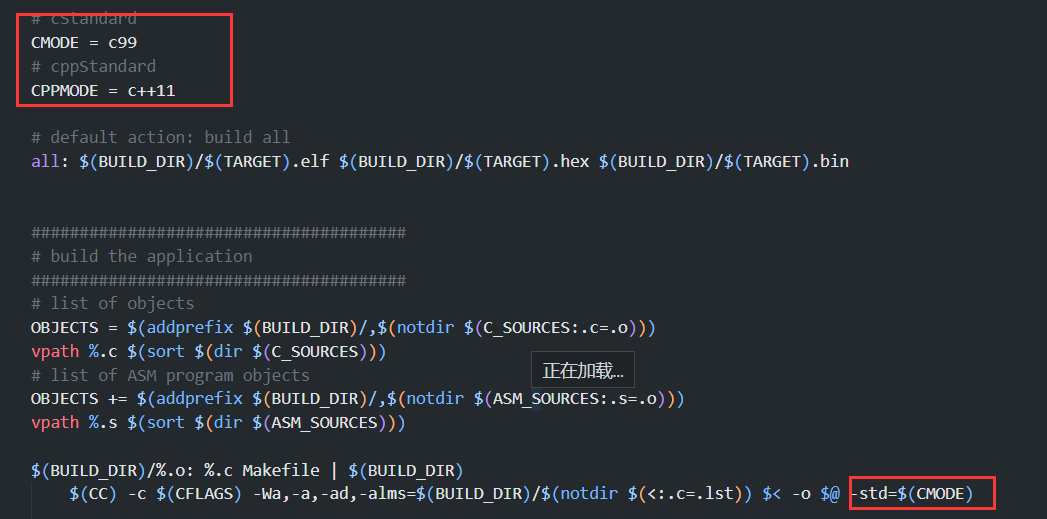 # cStandard
CMODE = c99
# cppStandard
CPPMODE = c++11
# default action: build all
all: $(BUILD_DIR)/$(TARGET).elf $(BUILD_DIR)/$(TARGET).hex $(BUILD_DIR)/$(TARGET).bin
#######################################
# build the application
#######################################
# list of objects
OBJECTS = $(addprefix $(BUILD_DIR)/,$(notdir $(C_SOURCES:.c=.o)))
vpath %.c $(sort $(dir $(C_SOURCES)))
# list of ASM program objects
正在加载...
OBJECTS += $(addprefix $(BUILD_DIR)/,$(notdir $(ASM_SOURCES:.s=.o)))
vpath %.s $(sort $(dir $(ASM_SOURCES)))
$(BUILD_DIR)/%.o: %.c Makefile | $(BUILD_DIR)
$(CC) -c $(CFLAGS) -Wa,-a,-ad,-alms=$(BUILD_DIR)/$(notdir $(<:.c=.lst)) $< -o $@ -std=$(CMODE)